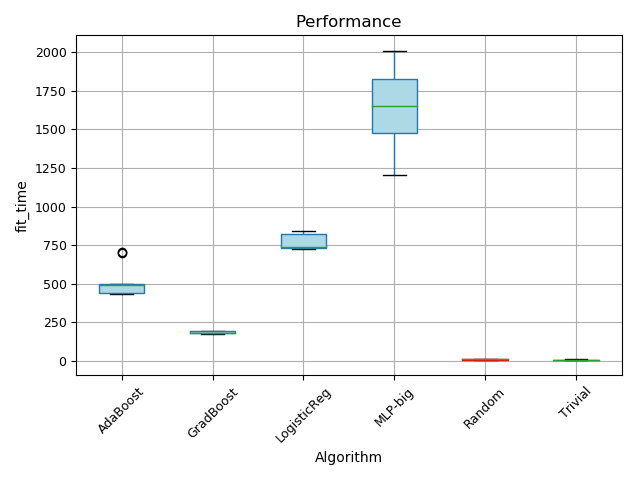 Performance
2000
1750
1500
1250
1000
750
500
250
0
fit_time
AdaBoost
GradBoost
LogisticReg
MLP-big
Random
Trivial
Algorithm